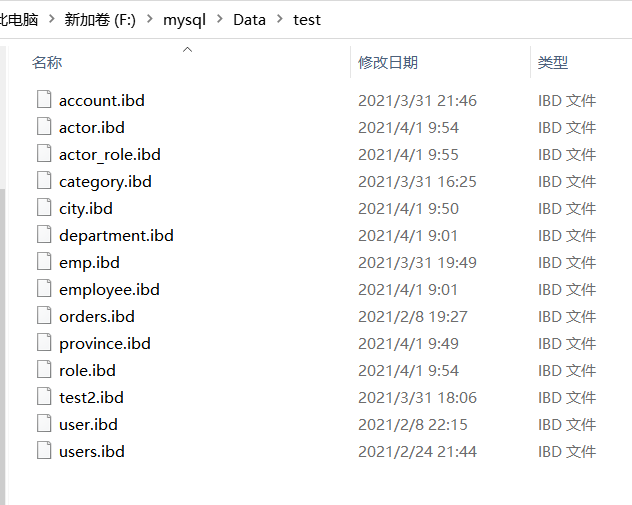 此电脑 > 新加卷 (F:) > mysql > Data > test
名称 修改日期 类型
account.ibd 2021/3/31 21:46 IBD 文件
actor.ibd 2021/4/1 9:54 IBD 文件
actor_role.ibd 2021/4/1 9:55 IBD 文件
category.ibd 2021/3/31 16:25 IBD 文件
city.ibd 2021/4/1 9:50 IBD 文件
department.ibd 2021/4/1 9:01 IBD 文件
emp.ibd 2021/3/31 19:49 IBD 文件
employee.ibd 2021/4/1 9:01 IBD 文件
orders.ibd 2021/2/8 19:27 IBD 文件
province.ibd 2021/4/1 9:49 IBD 文件
role.ibd 2021/4/1 9:54 IBD 文件
test2.ibd 2021/3/31 18:06 IBD 文件
user.ibd 2021/2/8 22:15 IBD 文件
users.ibd 2021/2/24 21:44 IBD 文件